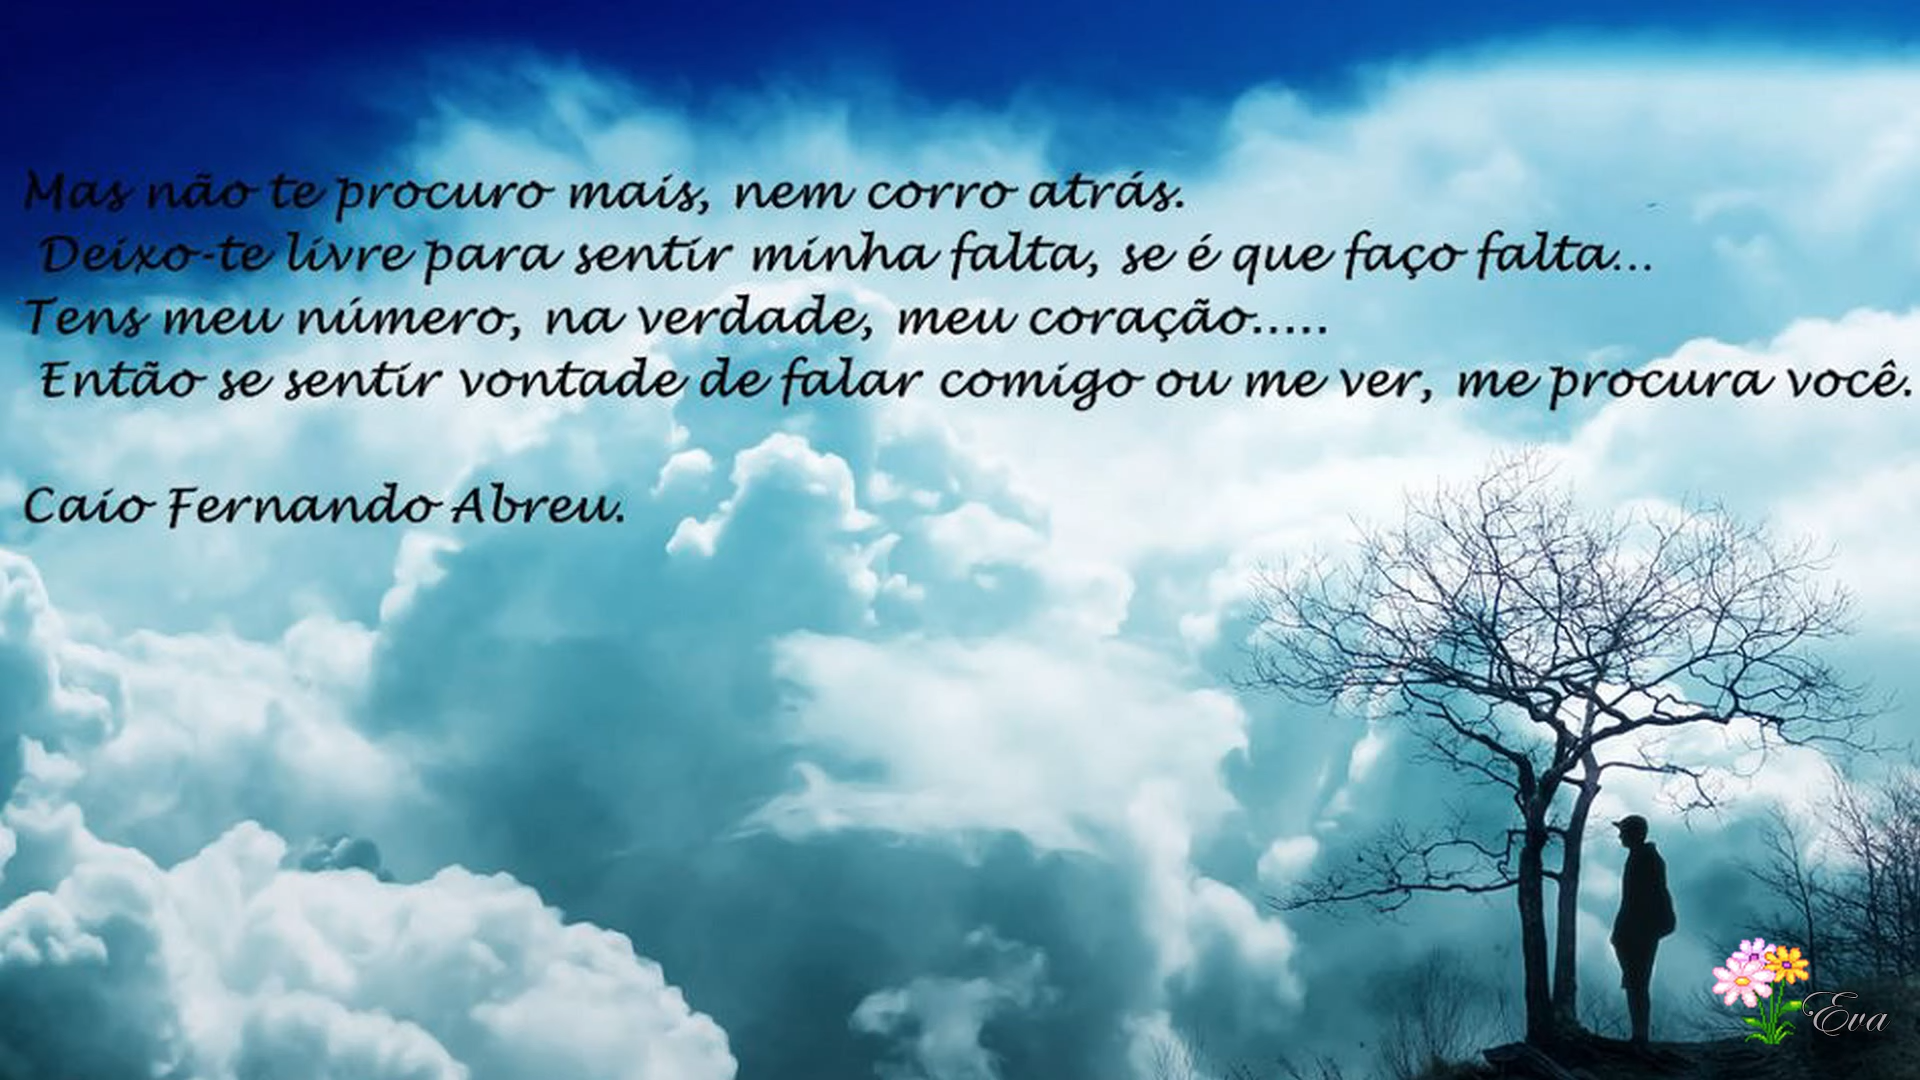 Mas não te procuro mais, nem corro atrás.
Deixo-te livre para sentir minha falta, se é que faço falta...
Tens meu número, na verdade, meu coração.....
Então se sentir vontade de falar comigo ou me ver, me procura você.
Caio Fernando Abreu.
Eva